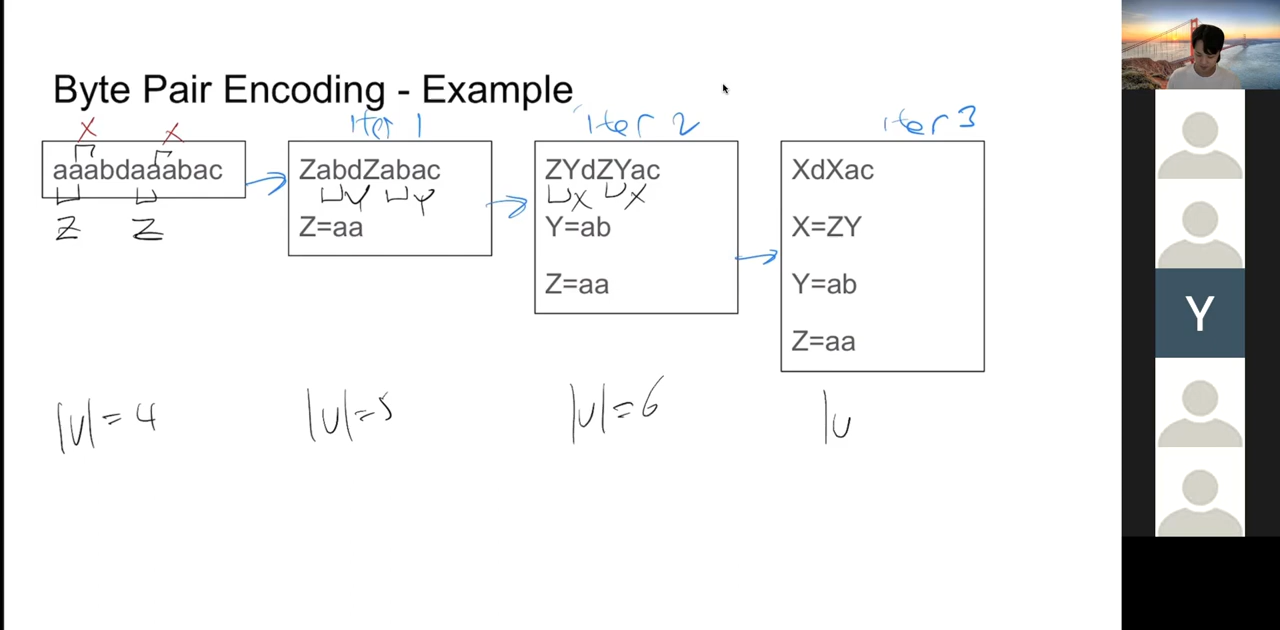 Byte Pair Encoding - Example
x x
aaabdaaabac
Z Z
iter 1
ZabdZabac
Y Y
Z=aa
iter 2
ZYdZYac
X X
Y=ab
Z=aa
iter 3
XdXac
X=ZY
Y=ab
Z=aa
|V|=4
|V|=5
|V|=6
|V
Y